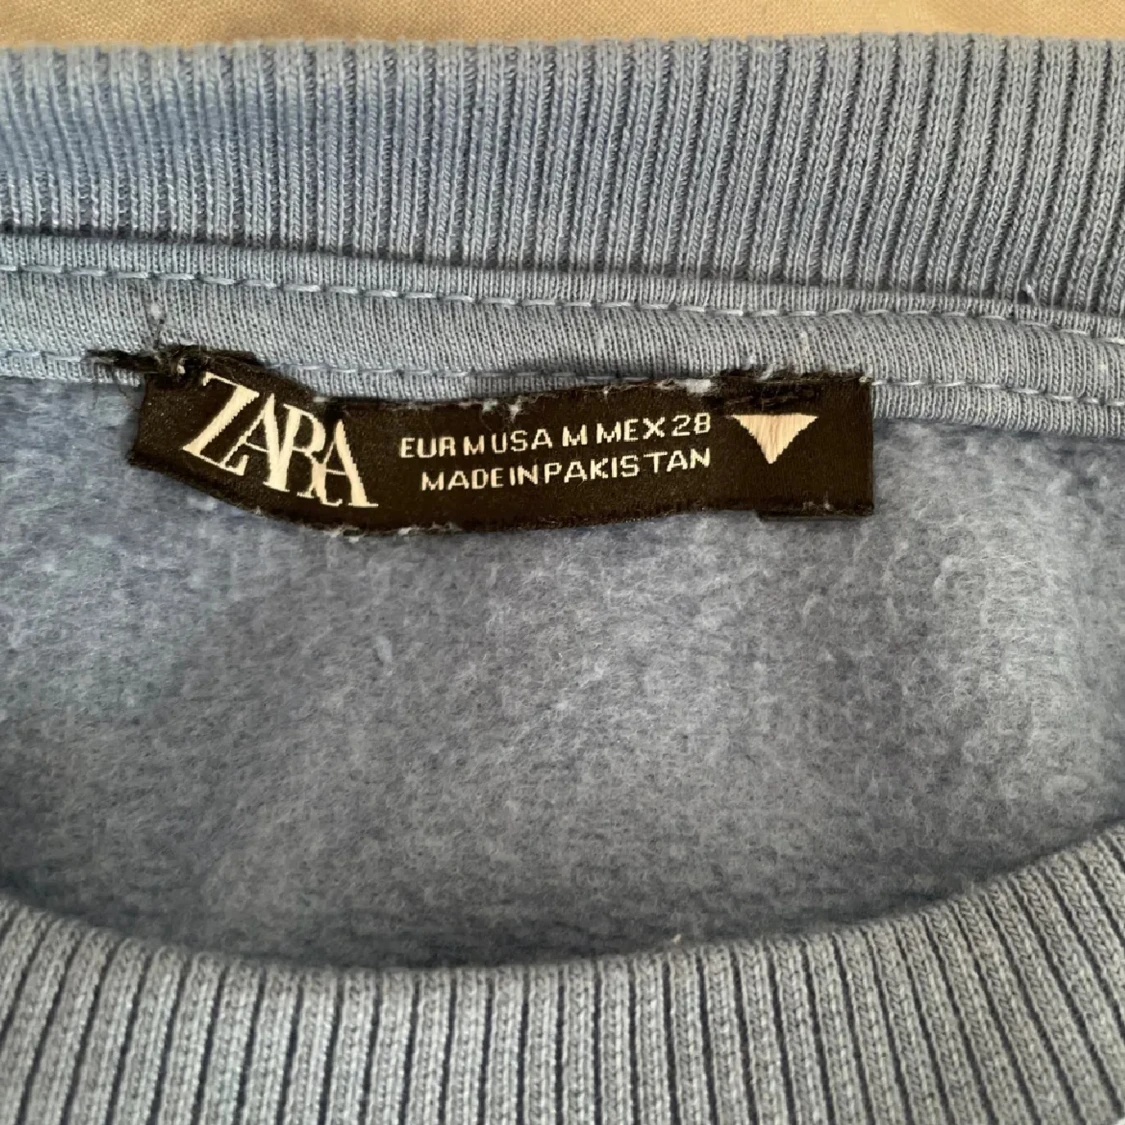 ZARA
EUR M USA M MEX 28
MADE IN PAKISTAN